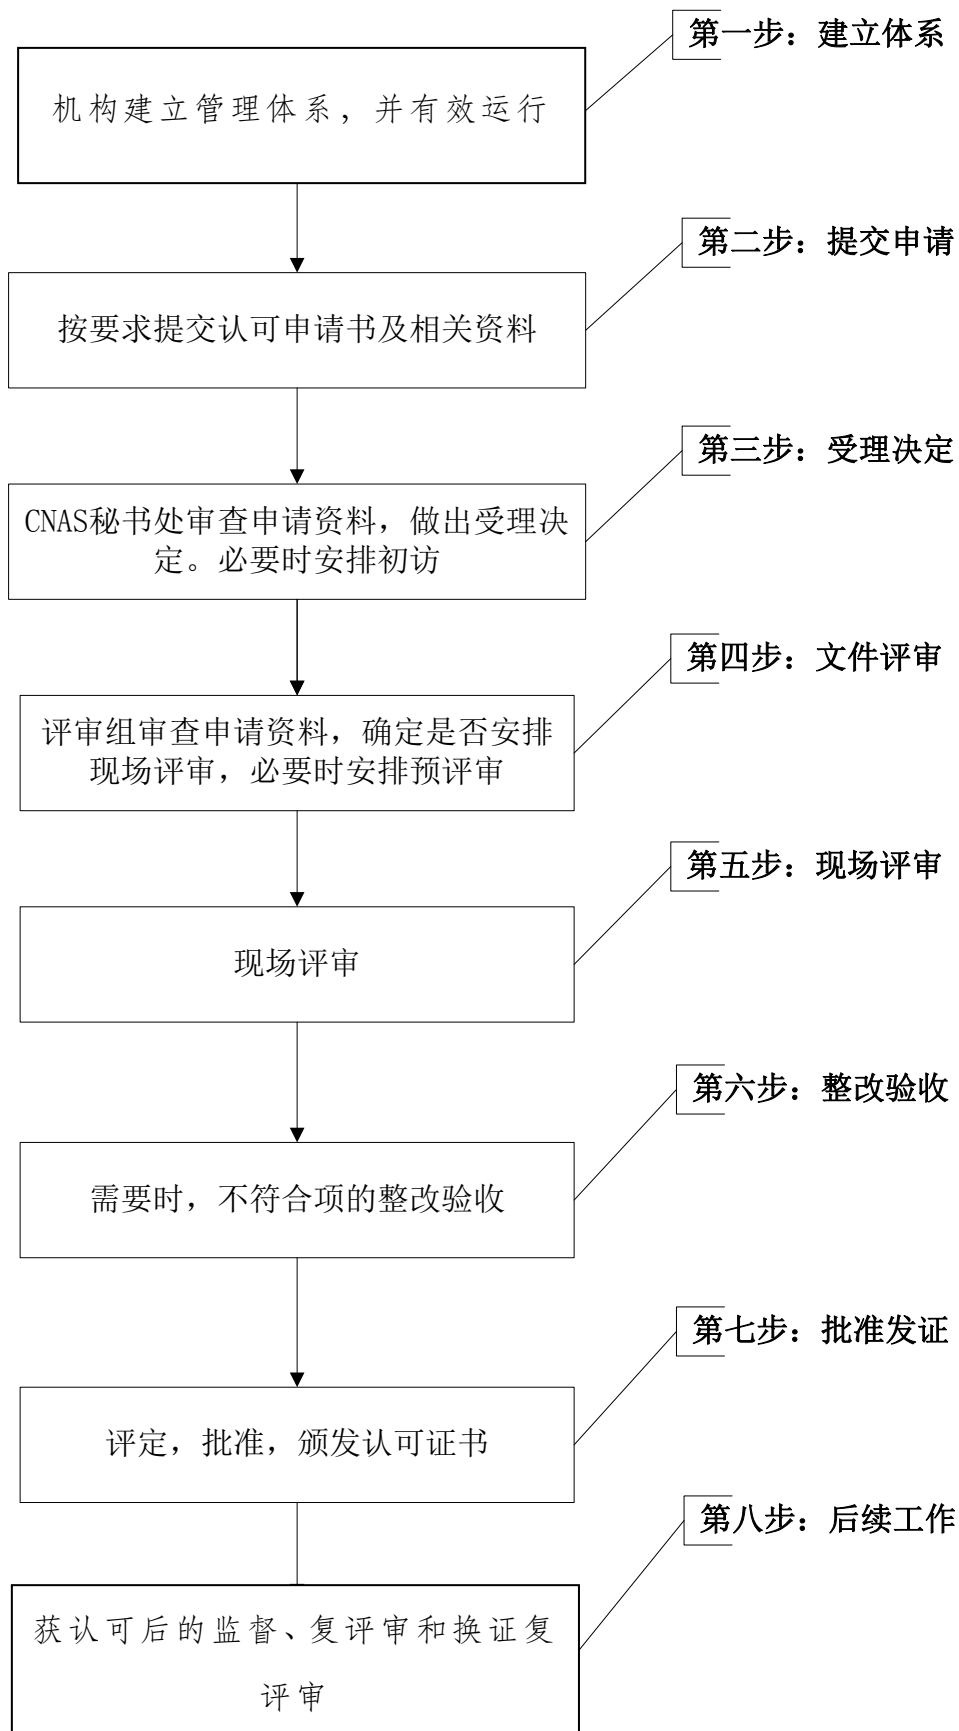 第一步：建立体系
机构建立管理体系，并有效运行
第二步：提交申请
按要求提交认可申请书及相关资料
第三步：受理决定
CNAS秘书处审查申请资料，做出受理决
定。必要时安排初访
第四步：文件评审
评审组审查申请资料，确定是否安排
现场评审，必要时安排预评审
第五步：现场评审
现场评审
第六步：整改验收
需要时，不符合项的整改验收
第七步：批准发证
评定，批准，颁发认可证书
第八步：后续工作
获认可后的监督、复评审和换证复
评审